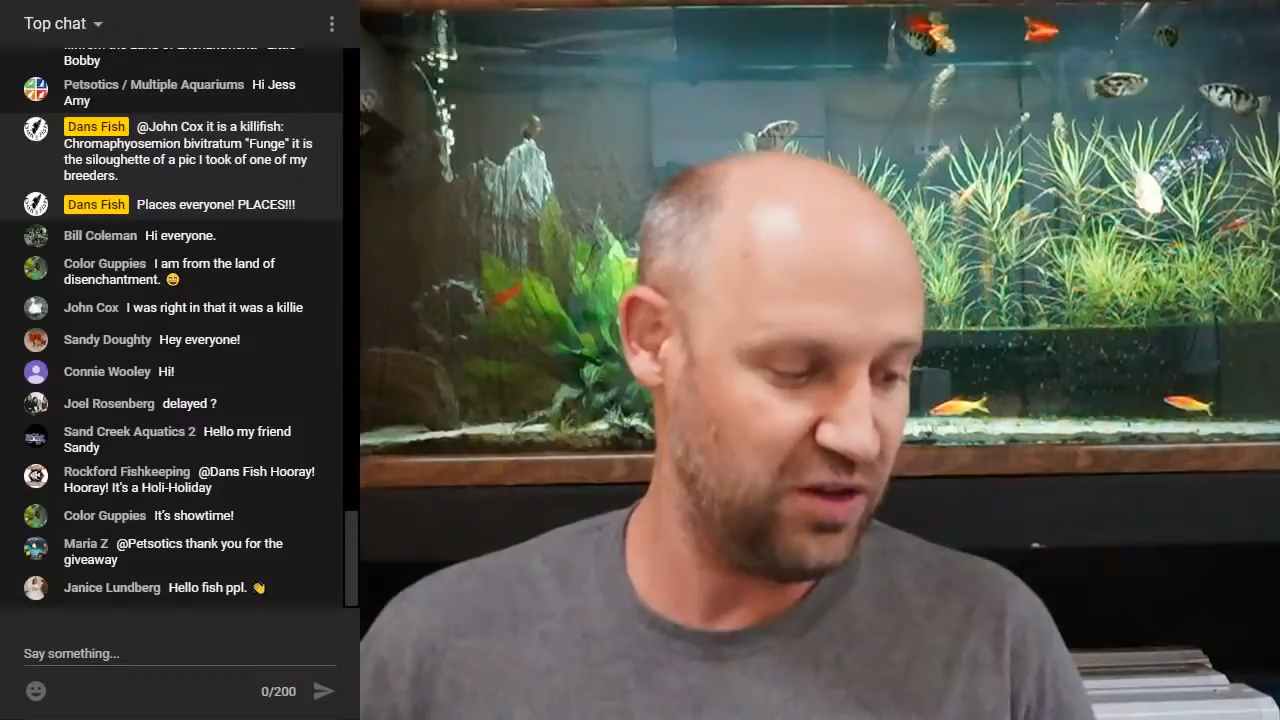 Top chat
Bobby
Petsotics / Multiple Aquariums Hi Jess
Amy
Dans Fish @John Cox it is a killifish:
Chromaphyosemion bivitratum "Funge" it is
the siloughette of a pic I took of one of my
breeders.
Dans Fish Places everyone! PLACES!!!
Bill Coleman Hi everyone.
Color Guppies I am from the land of
disenchantment. 😄
John Cox I was right in that it was a killie
Sandy Doughty Hey everyone!
Connie Wooley Hi!
Joel Rosenberg delayed ?
Sand Creek Aquatics 2 Hello my friend
Sandy
Rockford Fishkeeping @Dans Fish Hooray!
Hooray! It's a Holi-Holiday
Color Guppies It's showtime!
Maria Z @Petsotics thank you for the
giveaway
Janice Lundberg Hello fish ppl. 👋
Say something...
0/200